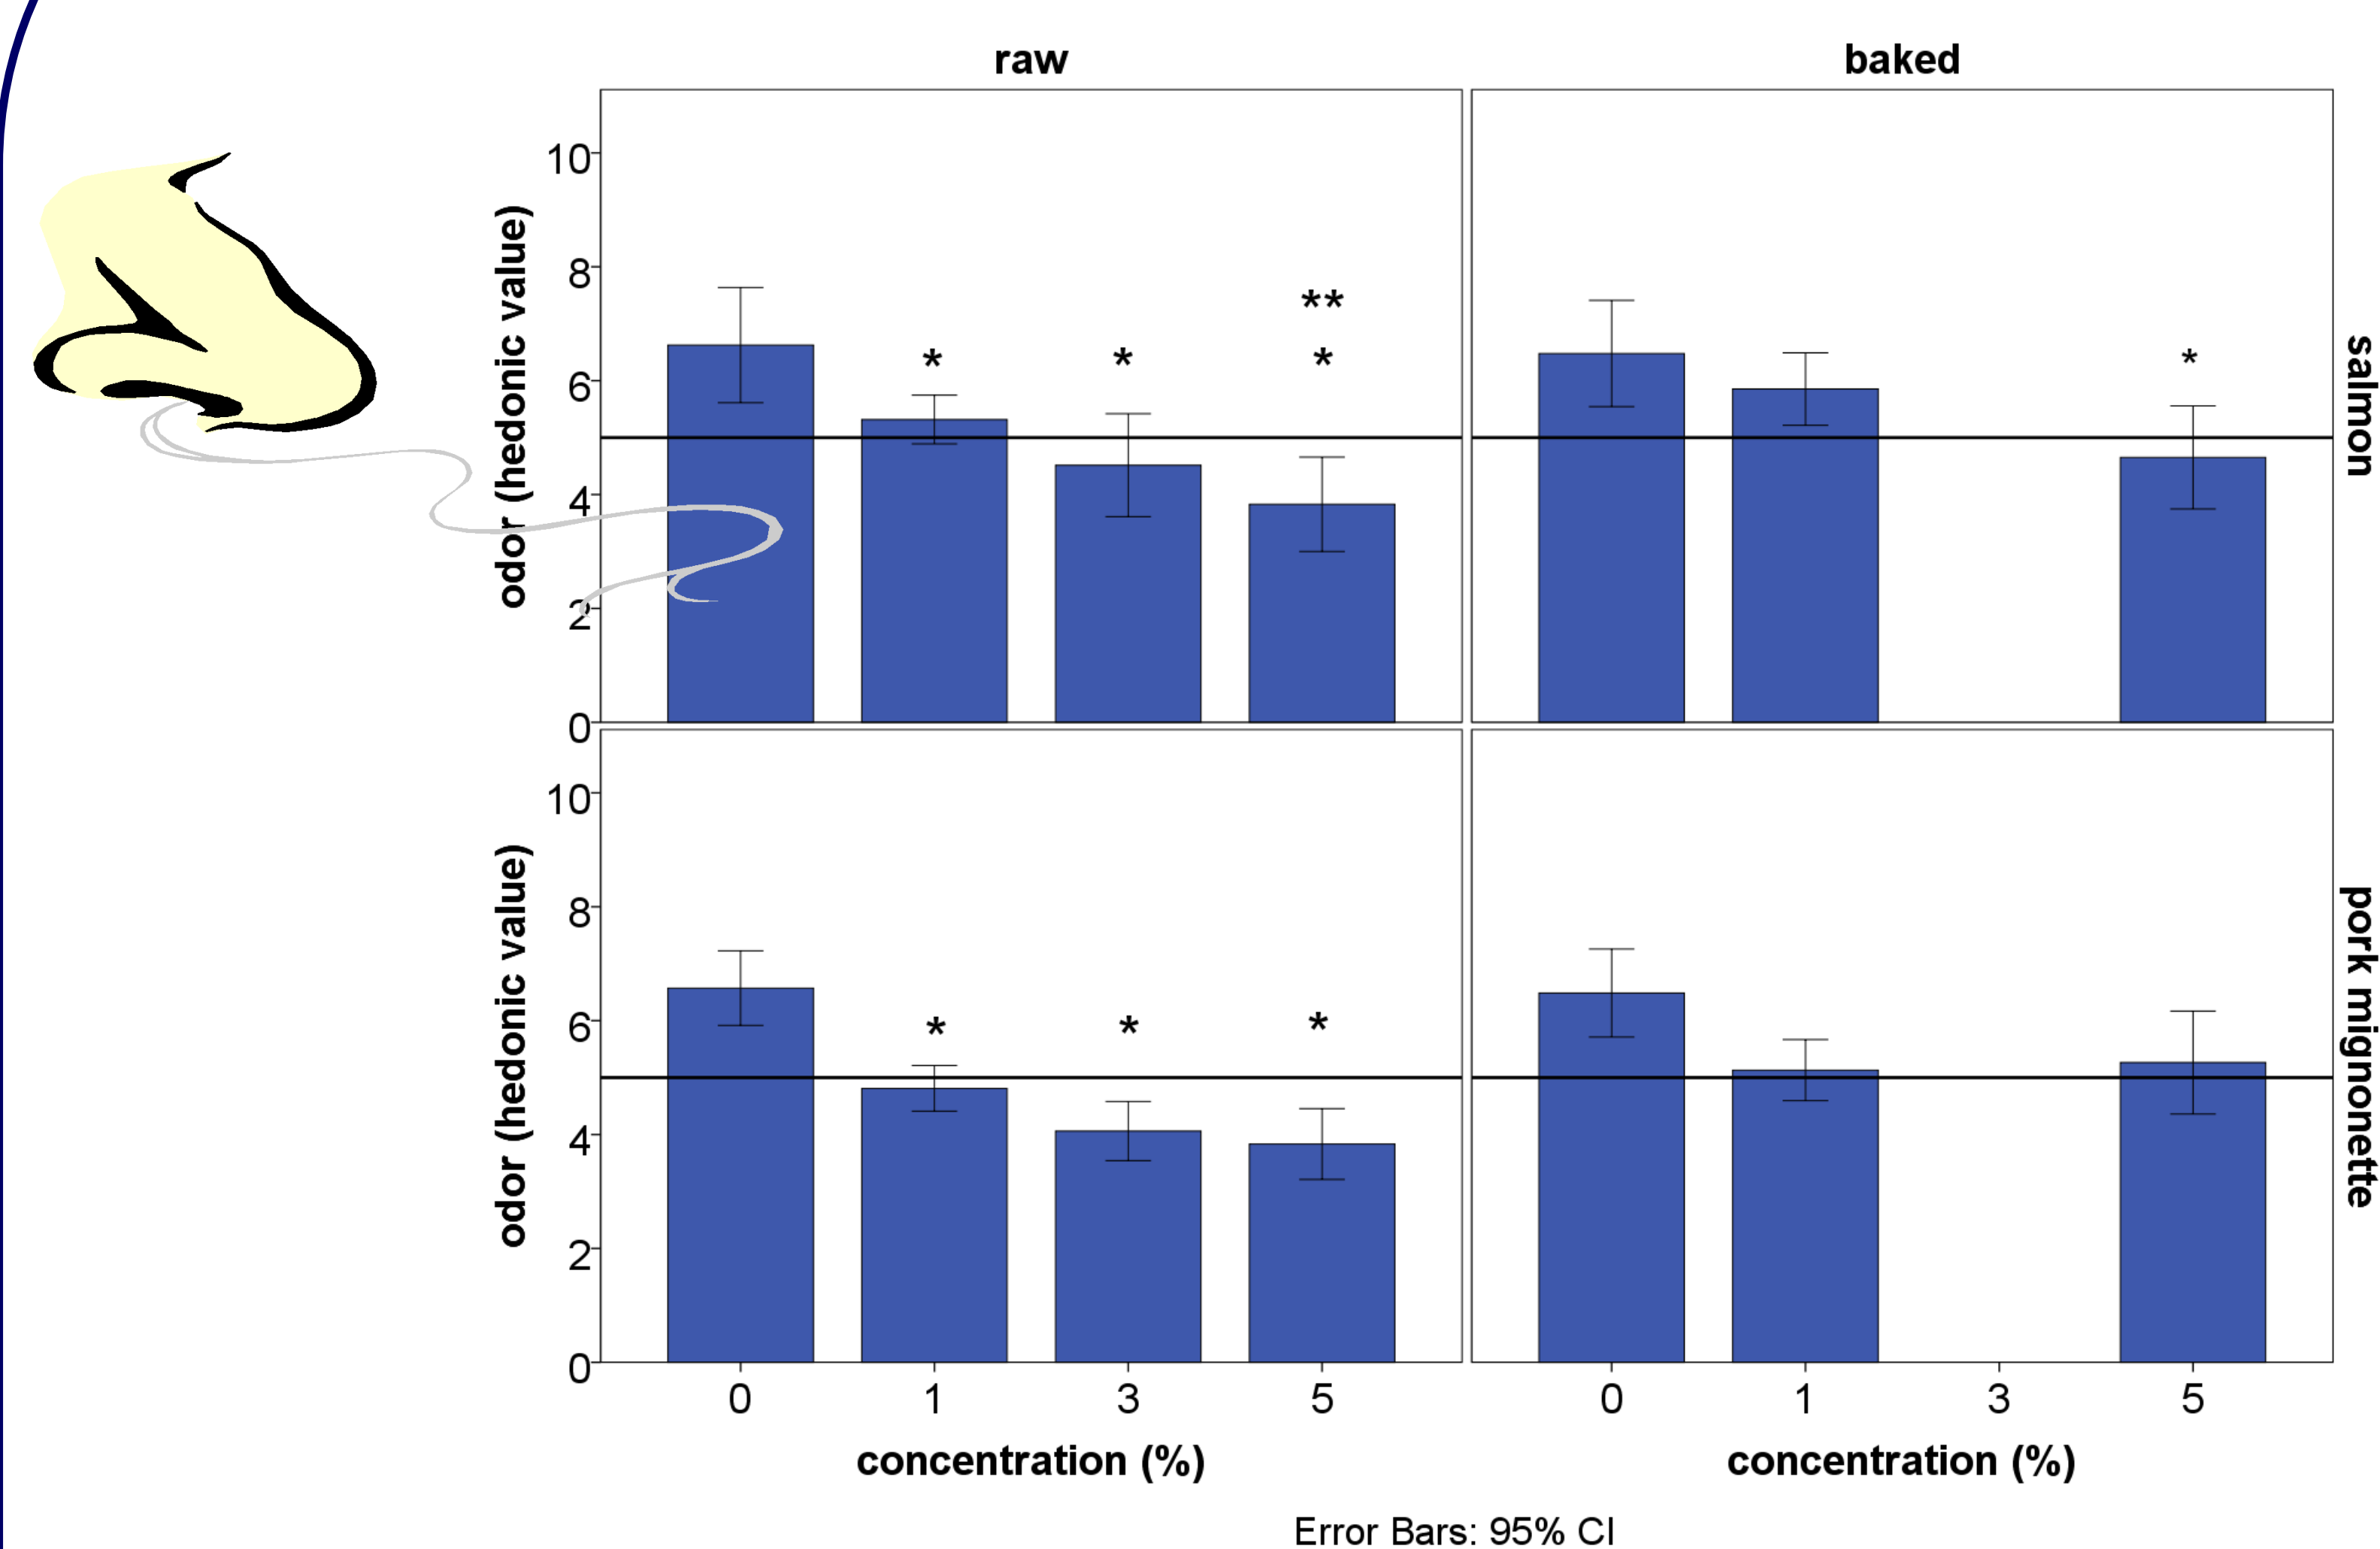 raw
baked
odor (hedonic value)
10
8
6
4
2
0
*
*
**
*
*
salmon
odor (hedonic value)
10
8
6
4
2
0
*
*
*
pork mignonette
0 1 3 5
0 1 3 5
concentration (%)
concentration (%)
Error Bars: 95% CI